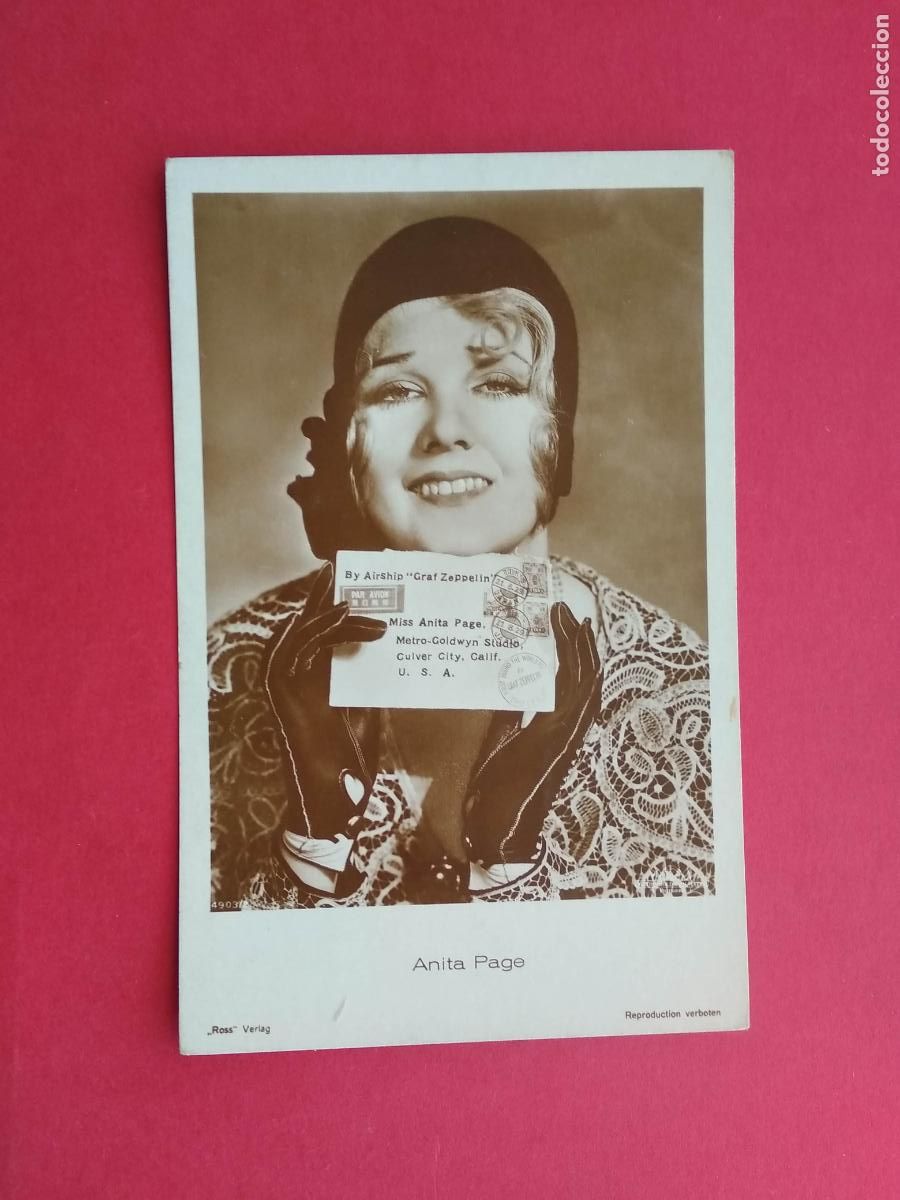 todocoleccion
By Airship "Graf Zeppelin"
PAR AVION
Miss Anita Page,
Metro-Goldwyn Studio,
Culver City, Calif.
U. S. A.
Anita Page
„Ross" Verlag
Reproduction verboten